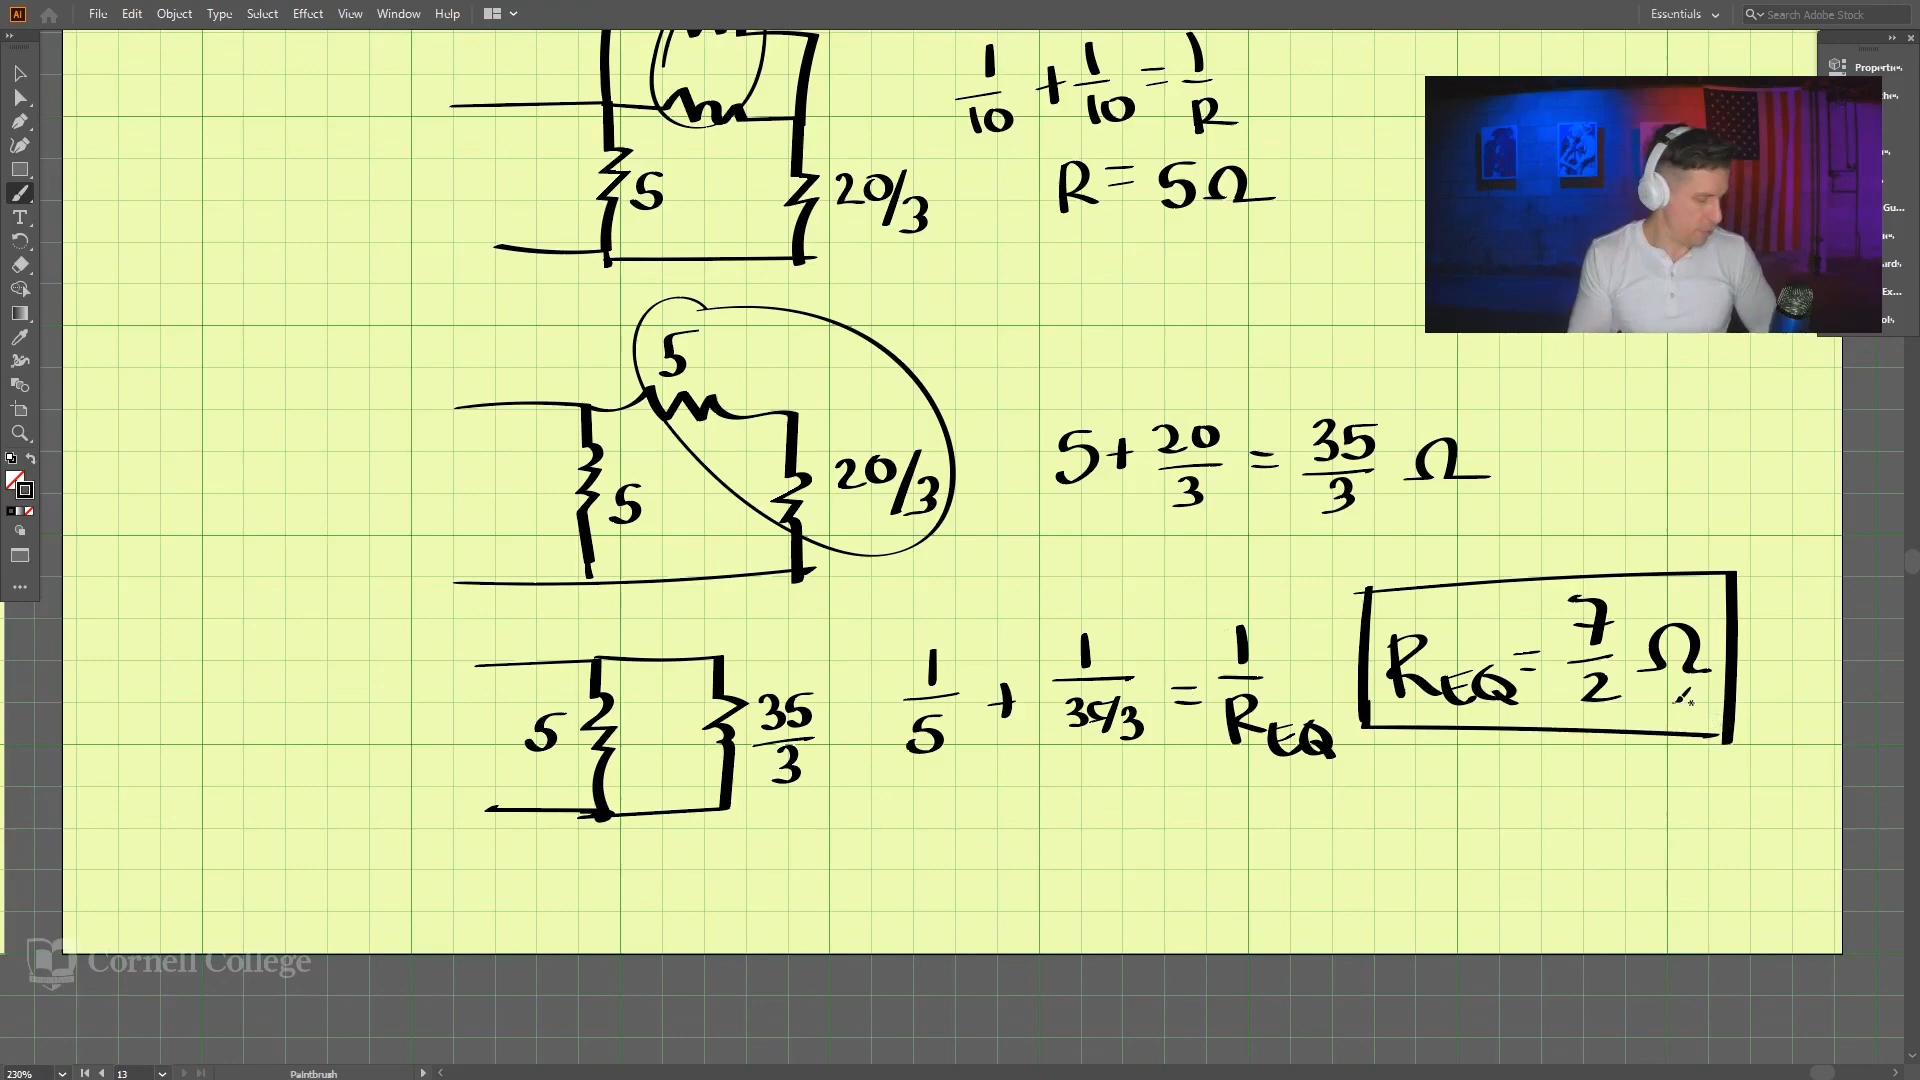 Ai File Edit Object Type Select Effect View Window Help Essentials Search Adobe Stock
Properties
1/10 + 1/10 = 1/R
R = 5Ω
5 20/3
5
5 20/3
5 + 20/3 = 35/3 Ω
5 35/3
1/5 + 1/35/3 = 1/REQ
REQ = 7/2 Ω
Cornell College
230% 13 Paintbrush